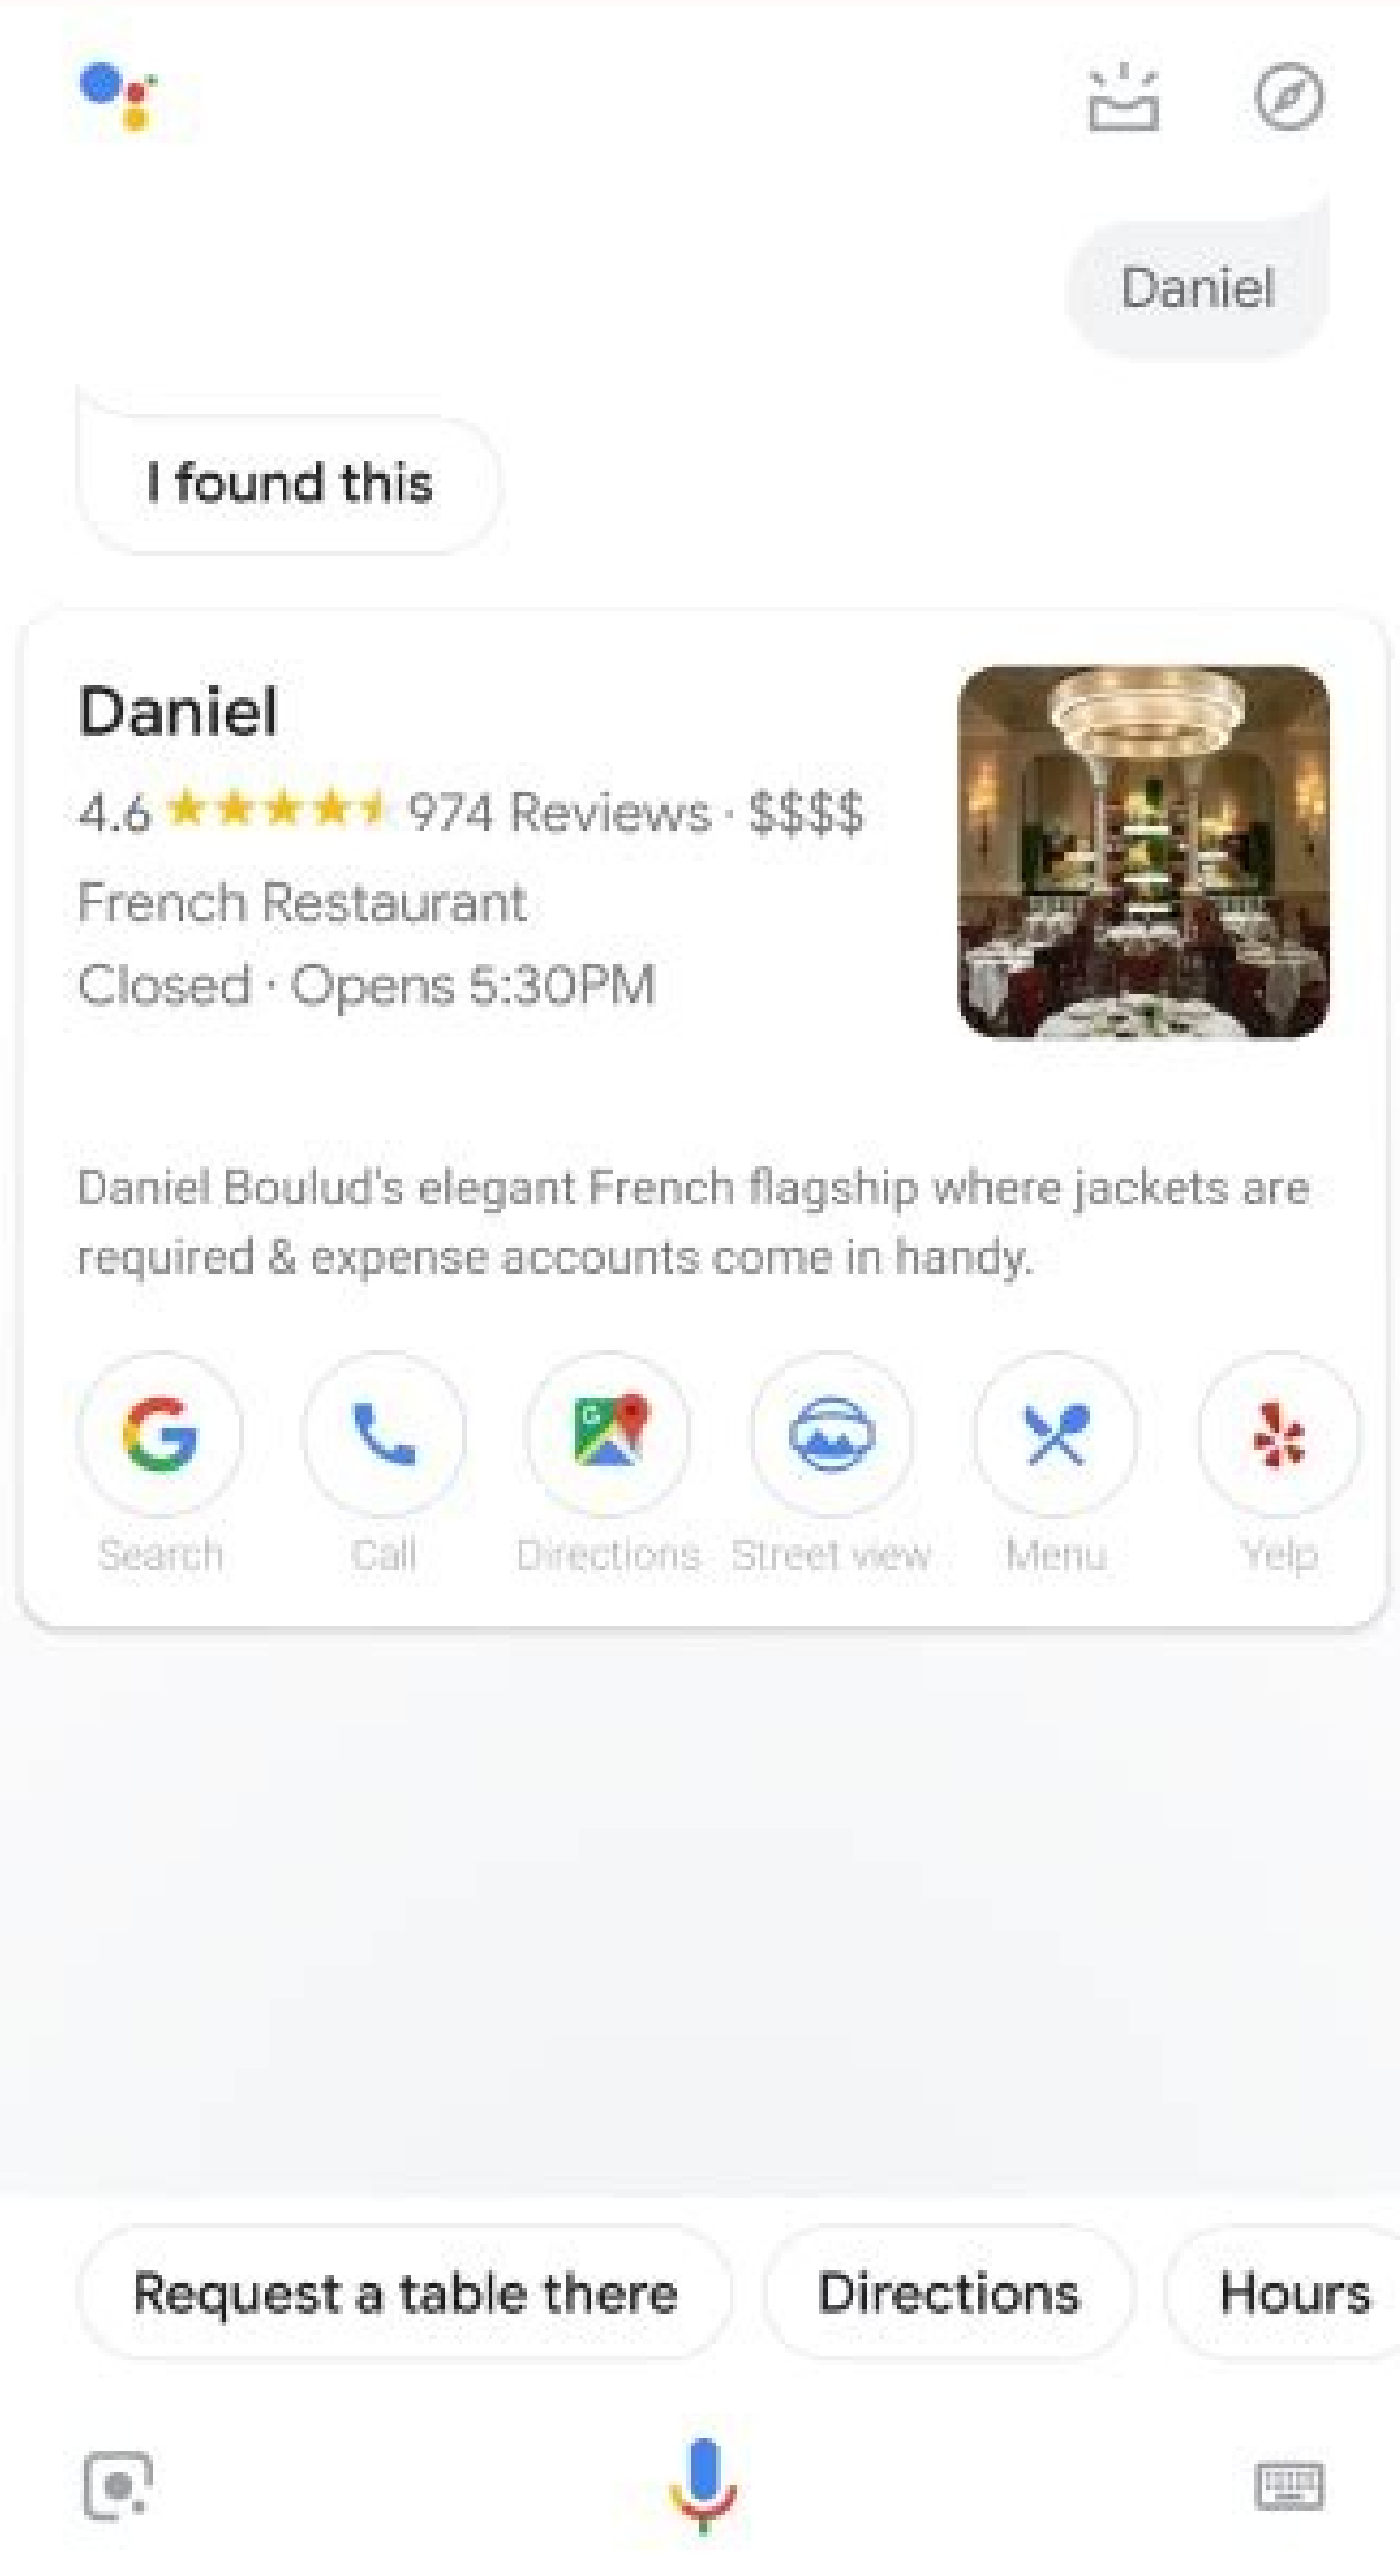 Daniel
I found this
Daniel
4.6 974 Reviews · $$$$
French Restaurant
Closed · Opens 5:30PM
Daniel Boulud's elegant French flagship where jackets are
required & expense accounts come in handy.
Search Call Directions Street view Menu Yelp
Request a table there Directions Hours